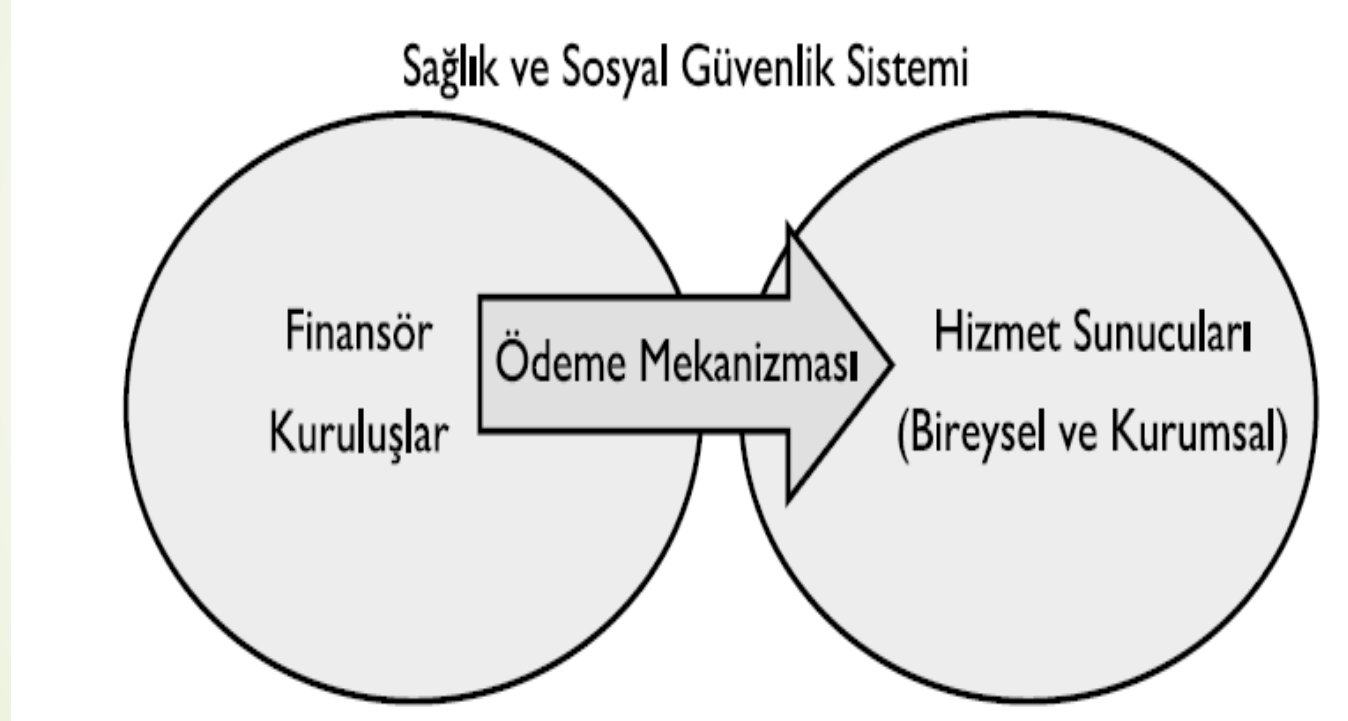 Sağlık ve Sosyal Güvenlik Sistemi
Finansör
Kuruluşlar
Ödeme Mekanizması
Hizmet Sunucuları
(Bireysel ve Kurumsal)